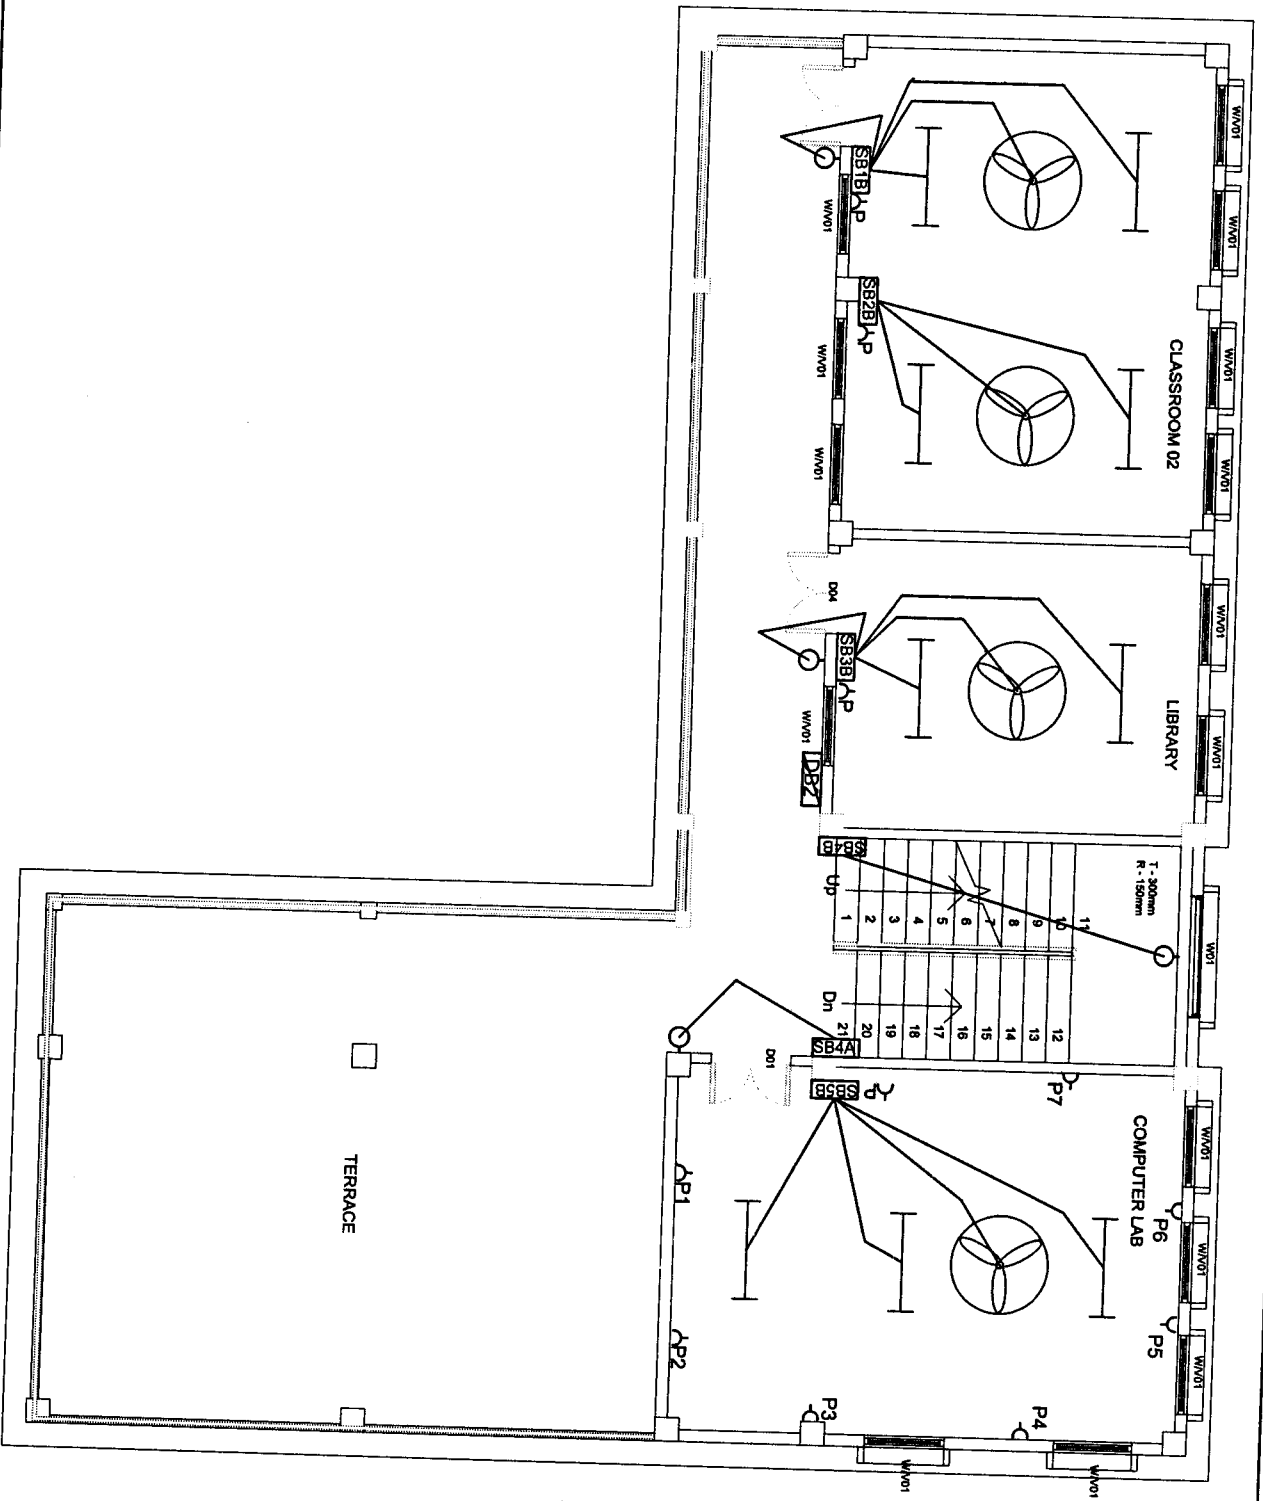 W/V01
W/V01
W/V01
W/V01
CLASSROOM 02
SB1B
P
W/V01
SB2B
P
W/V01
W/V01
D04
W/V01
W/V01
LIBRARY
SB3B
P
W/V01
DB2
SB4B
T - 300mm
R - 150mm
W01
Up
1
2
3
4
5
6
7
8
9
10
11
Dn
21
20
19
18
17
16
15
14
13
12
SB4A
D01
SB5B
P
P7
COMPUTER LAB
W/V01
P6
W/V01
P5
W/V01
P1
P2
P3
P4
W/V01
W/V01
TERRACE